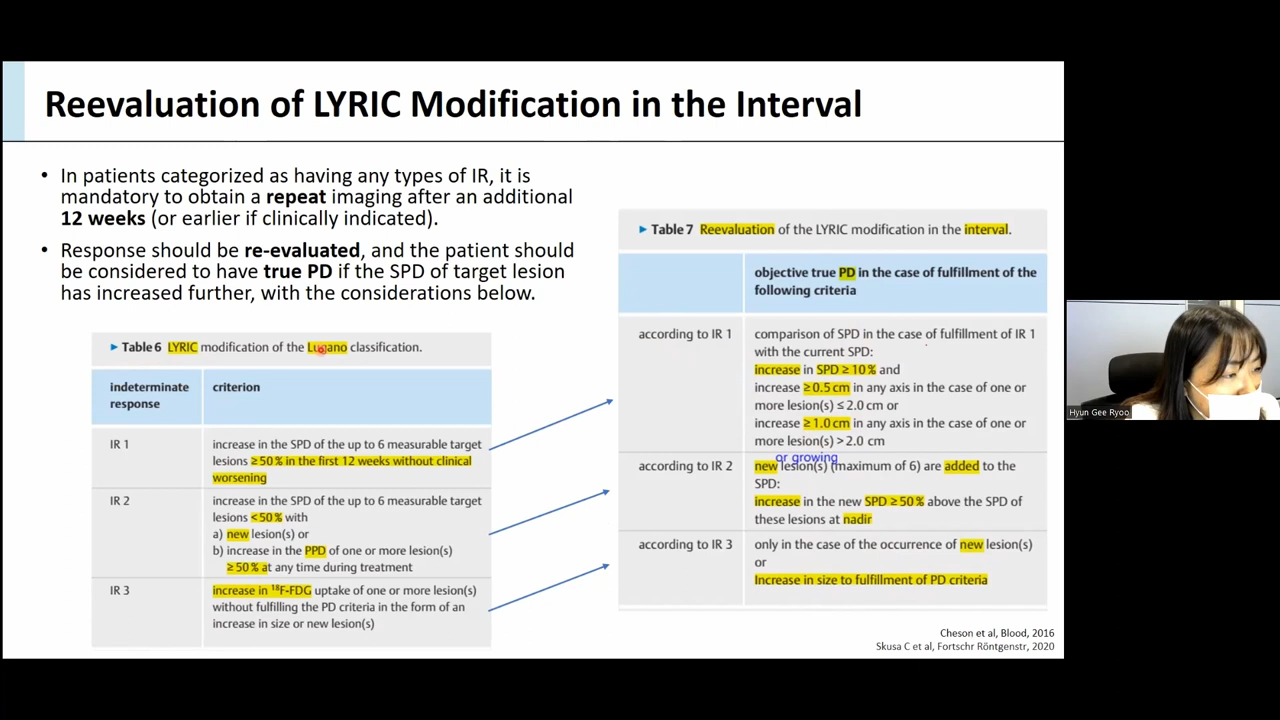 Reevaluation of LYRIC Modification in the Interval
• In patients categorized as having any types of IR, it is
mandatory to obtain a repeat imaging after an additional
12 weeks (or earlier if clinically indicated).
• Response should be re-evaluated, and the patient should
be considered to have true PD if the SPD of target lesion
has increased further, with the considerations below.
▶ Table 6 LYRIC modification of the Lugano classification.
indeterminate
response
criterion
IR 1
increase in the SPD of the up to 6 measurable target
lesions ≥ 50 % in the first 12 weeks without clinical
worsening
IR 2
increase in the SPD of the up to 6 measurable target
lesions < 50 % with
a) new lesion(s) or
b) increase in the PPD of one or more lesion(s)
≥ 50 % at any time during treatment
IR 3
increase in ¹⁸F-FDG uptake of one or more lesion(s)
without fulfilling the PD criteria in the form of an
increase in size or new lesion(s)
▶ Table 7 Reevaluation of the LYRIC modification in the interval.
objective true PD in the case of fulfillment of the
following criteria
according to IR 1
comparison of SPD in the case of fulfillment of IR 1
with the current SPD:
increase in SPD ≥ 10 % and
increase ≥ 0.5 cm in any axis in the case of one or
more lesion(s) ≤ 2.0 cm or
increase ≥ 1.0 cm in any axis in the case of one or
more lesion(s) > 2.0 cm
or growing
according to IR 2
new lesion(s) (maximum of 6) are added to the
SPD:
increase in the new SPD ≥ 50 % above the SPD of
these lesions at nadir
according to IR 3
only in the case of the occurrence of new lesion(s)
or
Increase in size to fulfillment of PD criteria
Cheson et al, Blood, 2016
Skusa C et al, Fortschr Röntgenstr, 2020
Hyun Gee Ryoo